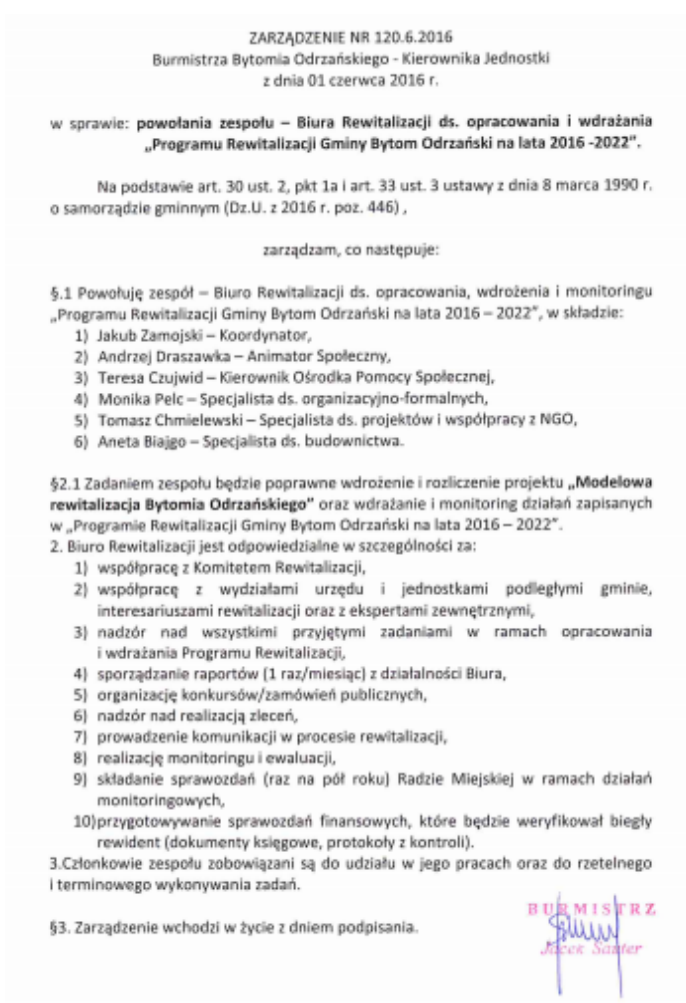 ZARZĄDZENIE NR 120.6.2016
Burmistrza Bytomia Odrzańskiego - Kierownika Jednostki
z dnia 01 czerwca 2016 r.
w sprawie: powołania zespołu – Biura Rewitalizacji ds. opracowania i wdrażania
„Programu Rewitalizacji Gminy Bytom Odrzański na lata 2016 -2022".
Na podstawie art. 30 ust. 2, pkt 1a i art. 33 ust. 3 ustawy z dnia 8 marca 1990 r.
o samorządzie gminnym (Dz.U. z 2016 r. poz. 446) ,
zarządzam, co następuje:
§.1 Powołuję zespół – Biuro Rewitalizacji ds. opracowania, wdrożenia i monitoringu
„Programu Rewitalizacji Gminy Bytom Odrzański na lata 2016 – 2022", w składzie:
1) Jakub Zamojski – Koordynator,
2) Andrzej Draszawka – Animator Społeczny,
3) Teresa Czujwid – Kierownik Ośrodka Pomocy Społecznej,
4) Monika Pelc – Specjalista ds. organizacyjno-formalnych,
5) Tomasz Chmielewski – Specjalista ds. projektów i współpracy z NGO,
6) Aneta Biajgo – Specjalista ds. budownictwa.
§2.1 Zadaniem zespołu będzie poprawne wdrożenie i rozliczenie projektu „Modelowa
rewitalizacja Bytomia Odrzańskiego" oraz wdrażanie i monitoring działań zapisanych
w „Programie Rewitalizacji Gminy Bytom Odrzański na lata 2016 – 2022".
2. Biuro Rewitalizacji jest odpowiedzialne w szczególności za:
1) współpracę z Komitetem Rewitalizacji,
2) współpracę z wydziałami urzędu i jednostkami podległymi gminie,
interesariuszami rewitalizacji oraz z ekspertami zewnętrznymi,
3) nadzór nad wszystkimi przyjętymi zadaniami w ramach opracowania
i wdrażania Programu Rewitalizacji,
4) sporządzanie raportów (1 raz/miesiąc) z działalności Biura,
5) organizację konkursów/zamówień publicznych,
6) nadzór nad realizacją zleceń,
7) prowadzenie komunikacji w procesie rewitalizacji,
8) realizację monitoringu i ewaluacji,
9) składanie sprawozdań (raz na pół roku) Radzie Miejskiej w ramach działań
monitoringowych,
10)przygotowywanie sprawozdań finansowych, które będzie weryfikował biegły
rewident (dokumenty księgowe, protokoły z kontroli).
3.Członkowie zespołu zobowiązani są do udziału w jego pracach oraz do rzetelnego
i terminowego wykonywania zadań.
§3. Zarządzenie wchodzi w życie z dniem podpisania.
BURMISTRZ
Jacek Sauter